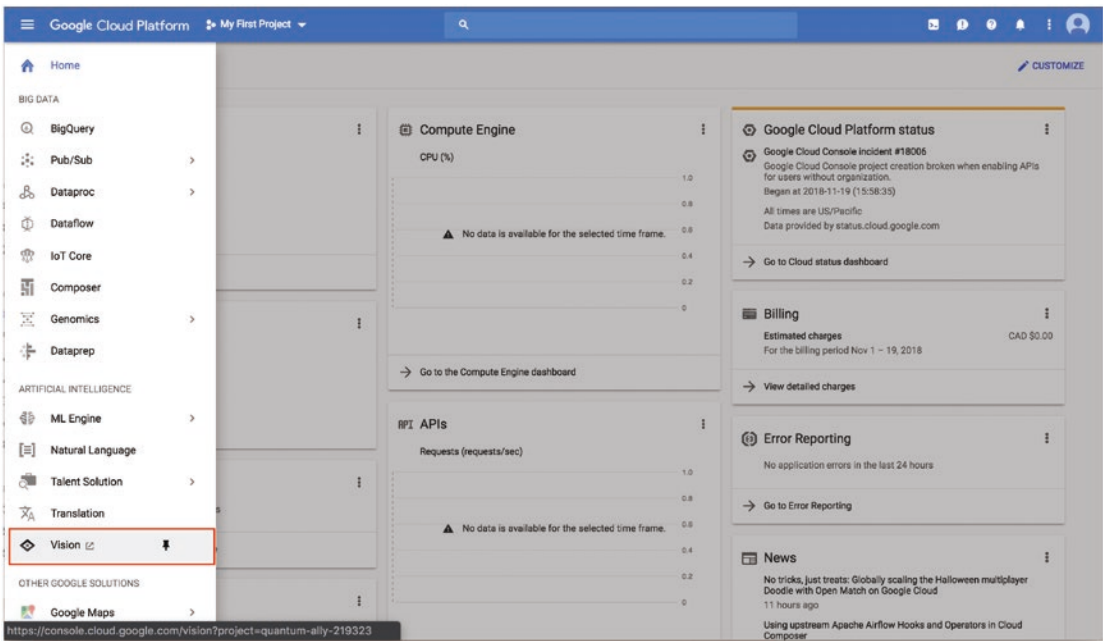 Google Cloud Platform
My First Project
Home
CUSTOMIZE
BIG DATA
BigQuery
Pub/Sub
Dataproc
Dataflow
IoT Core
Composer
Genomics
Dataprep
ARTIFICIAL INTELLIGENCE
ML Engine
Natural Language
Talent Solution
Translation
Vision
OTHER GOOGLE SOLUTIONS
Google Maps
https://console.cloud.google.com/vision?project=quantum-ally-219323
Compute Engine
CPU (%)
1.0
0.8
No data is available for the selected time frame.
0.6
0.4
0.2
0
Go to the Compute Engine dashboard
API APIs
Requests (requests/sec)
1.0
0.8
No data is available for the selected time frame.
0.6
0.4
0.2
0
Google Cloud Platform status
Google Cloud Console incident #18006
Google Cloud Console project creation broken when enabling APIs
for users without organization.
Began at 2018-11-19 (15:58:35)
All times are US/Pacific
Data provided by status.cloud.google.com
Go to Cloud status dashboard
Billing
Estimated charges CAD $0.00
For the billing period Nov 1 – 19, 2018
View detailed charges
Error Reporting
No application errors in the last 24 hours
Go to Error Reporting
News
No tricks, just treats: Globally scaling the Halloween multiplayer
Doodle with Open Match on Google Cloud
11 hours ago
Using upstream Apache Airflow Hooks and Operators in Cloud
Composer